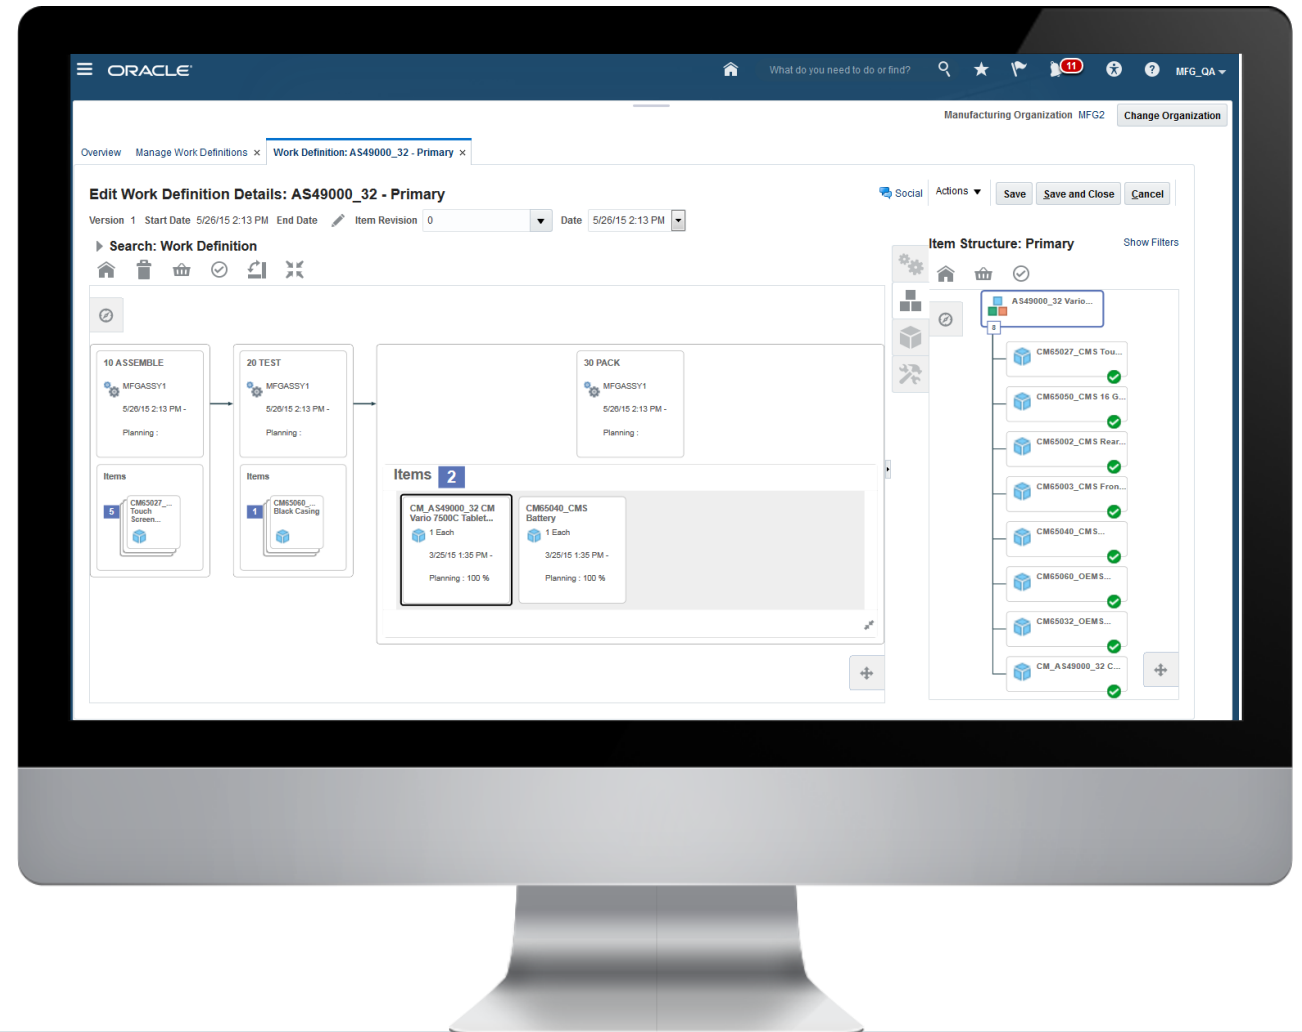 ORACLE
What do you need to do or find?
11
MFG_QA
Manufacturing Organization MFG2
Change Organization
Overview
Manage Work Definitions ×
Work Definition: AS49000_32 - Primary ×
Edit Work Definition Details: AS49000_32 - Primary
Social
Actions
Save
Save and Close
Cancel
Version 1 Start Date 5/26/15 2:13 PM End Date
Item Revision 0
Date 5/26/15 2:13 PM
Search: Work Definition
10 ASSEMBLE
MFGASSY1
5/26/15 2:13 PM -
Planning :
Items
5
CM65027_...
Touch
Screen...
20 TEST
MFGASSY1
5/26/15 2:13 PM -
Planning :
Items
1
CM65060_...
Black Casing
30 PACK
MFGASSY1
5/26/15 2:13 PM -
Planning :
Items 2
CM_AS49000_32 CM
Vario 7500C Tablet...
1 Each
3/25/15 1:35 PM -
Planning : 100 %
CM65040_CMS
Battery
1 Each
3/25/15 1:35 PM -
Planning : 100 %
Item Structure: Primary
Show Filters
AS49000_32 Vario...
8
CM65027_CMS Tou...
CM65050_CMS 16 G...
CM65002_CMS Rear...
CM65003_CMS Fron...
CM65040_CMS...
CM65060_OEMS...
CM65032_OEMS...
CM_AS49000_32 C...